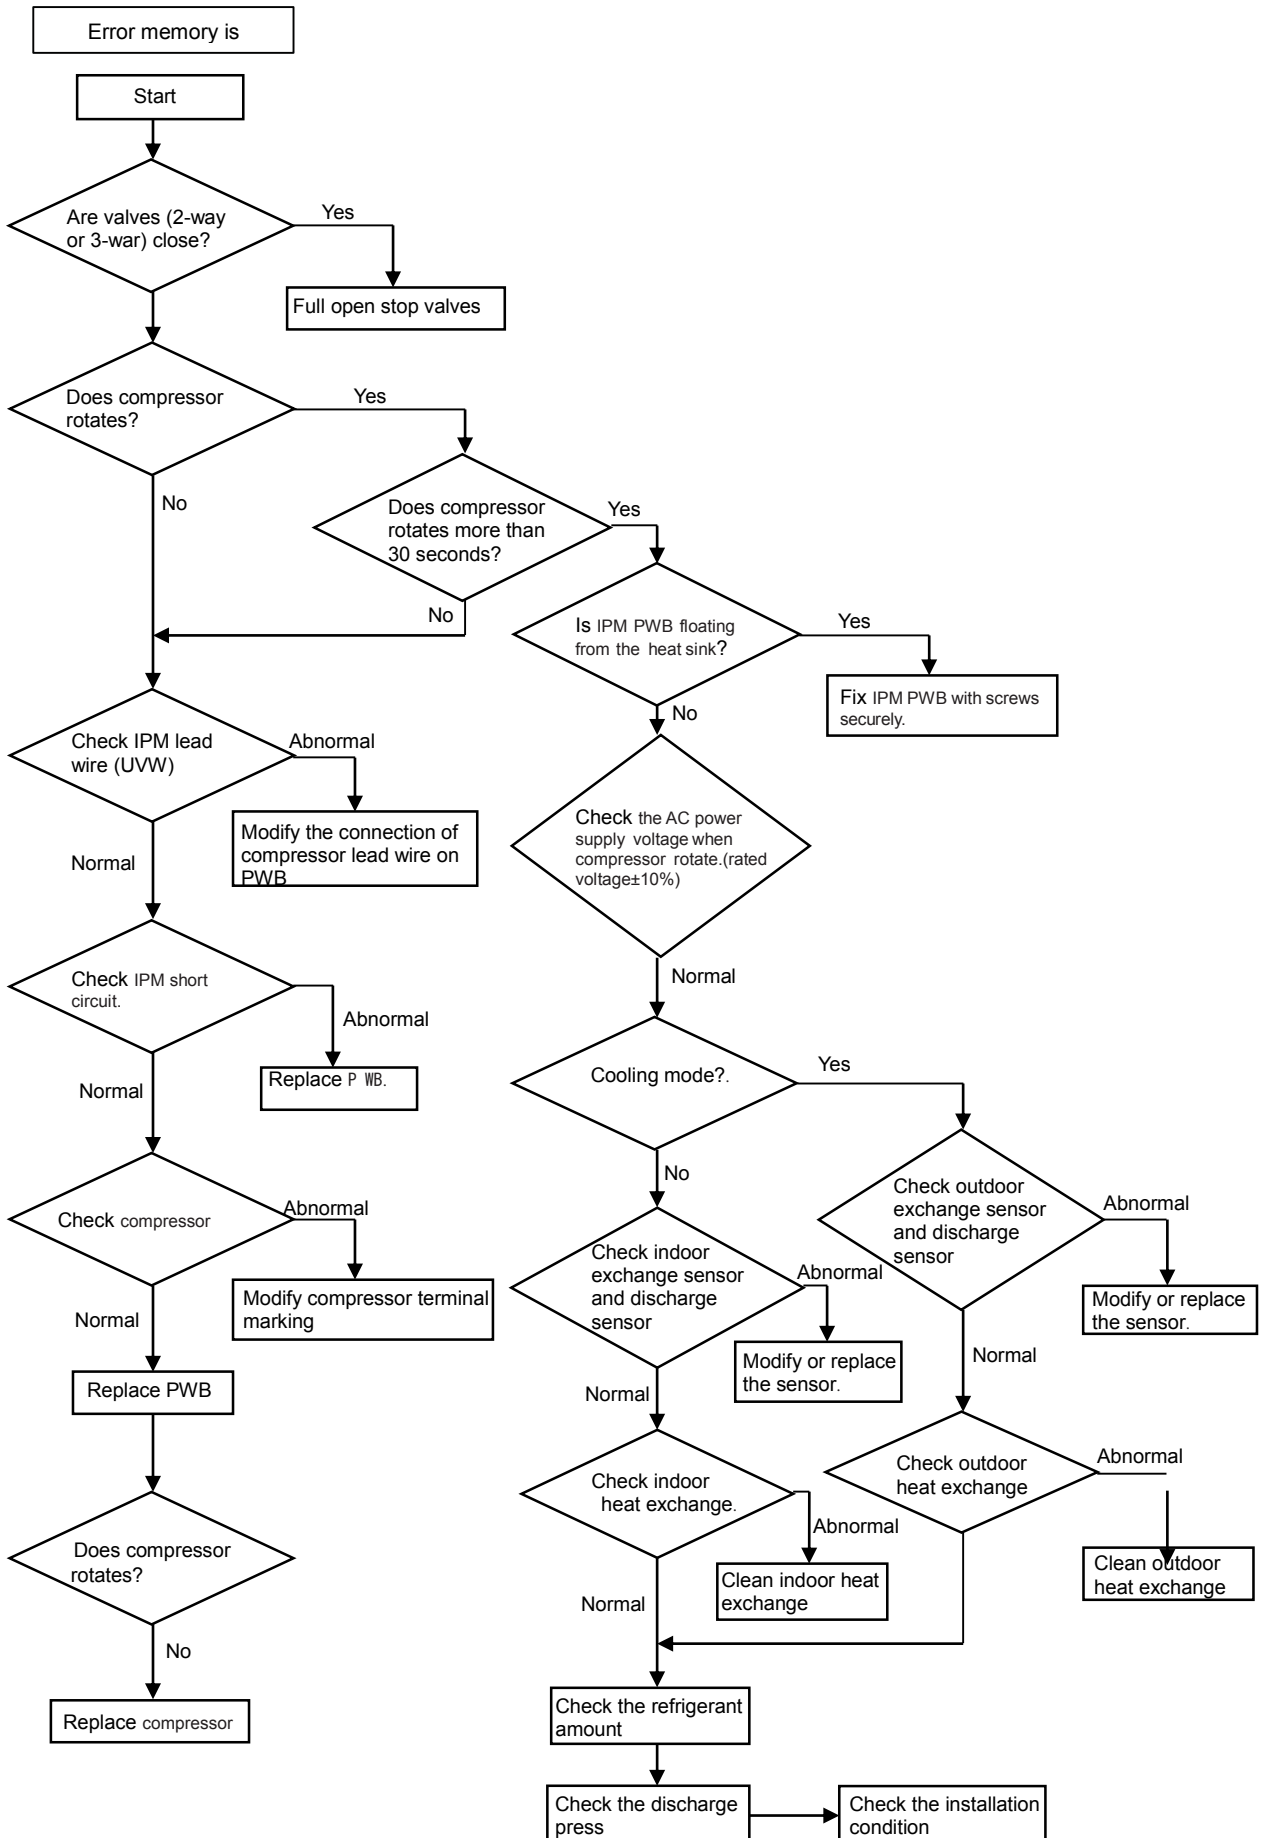 Error memory is
Start
Are valves (2-way
or 3-war) close?
Yes
Full open stop valves
Does compressor
rotates?
Yes
No
Does compressor
rotates more than
30 seconds?
Yes
No
Is IPM PWB floating
from the heat sink?
Yes
Fix IPM PWB with screws
securely.
No
Check IPM lead
wire (UVW)
Abnormal
Modify the connection of
compressor lead wire on
PWB
Normal
Check the AC power
supply voltage when
compressor rotate.(rated
voltage±10%)
Normal
Check IPM short
circuit.
Abnormal
Replace P WB.
Normal
Cooling mode?.
Yes
No
Check compressor
Abnormal
Modify compressor terminal
marking
Normal
Replace PWB
Does compressor
rotates?
No
Replace compressor
Check indoor
exchange sensor
and discharge
sensor
Abnormal
Modify or replace
the sensor.
Normal
Check outdoor
exchange sensor
and discharge
sensor
Abnormal
Modify or replace
the sensor.
Normal
Check indoor
heat exchange.
Abnormal
Clean indoor heat
exchange
Normal
Check outdoor
heat exchange
Abnormal
Clean outdoor
heat exchange
Check the refrigerant
amount
Check the discharge
press
Check the installation
condition